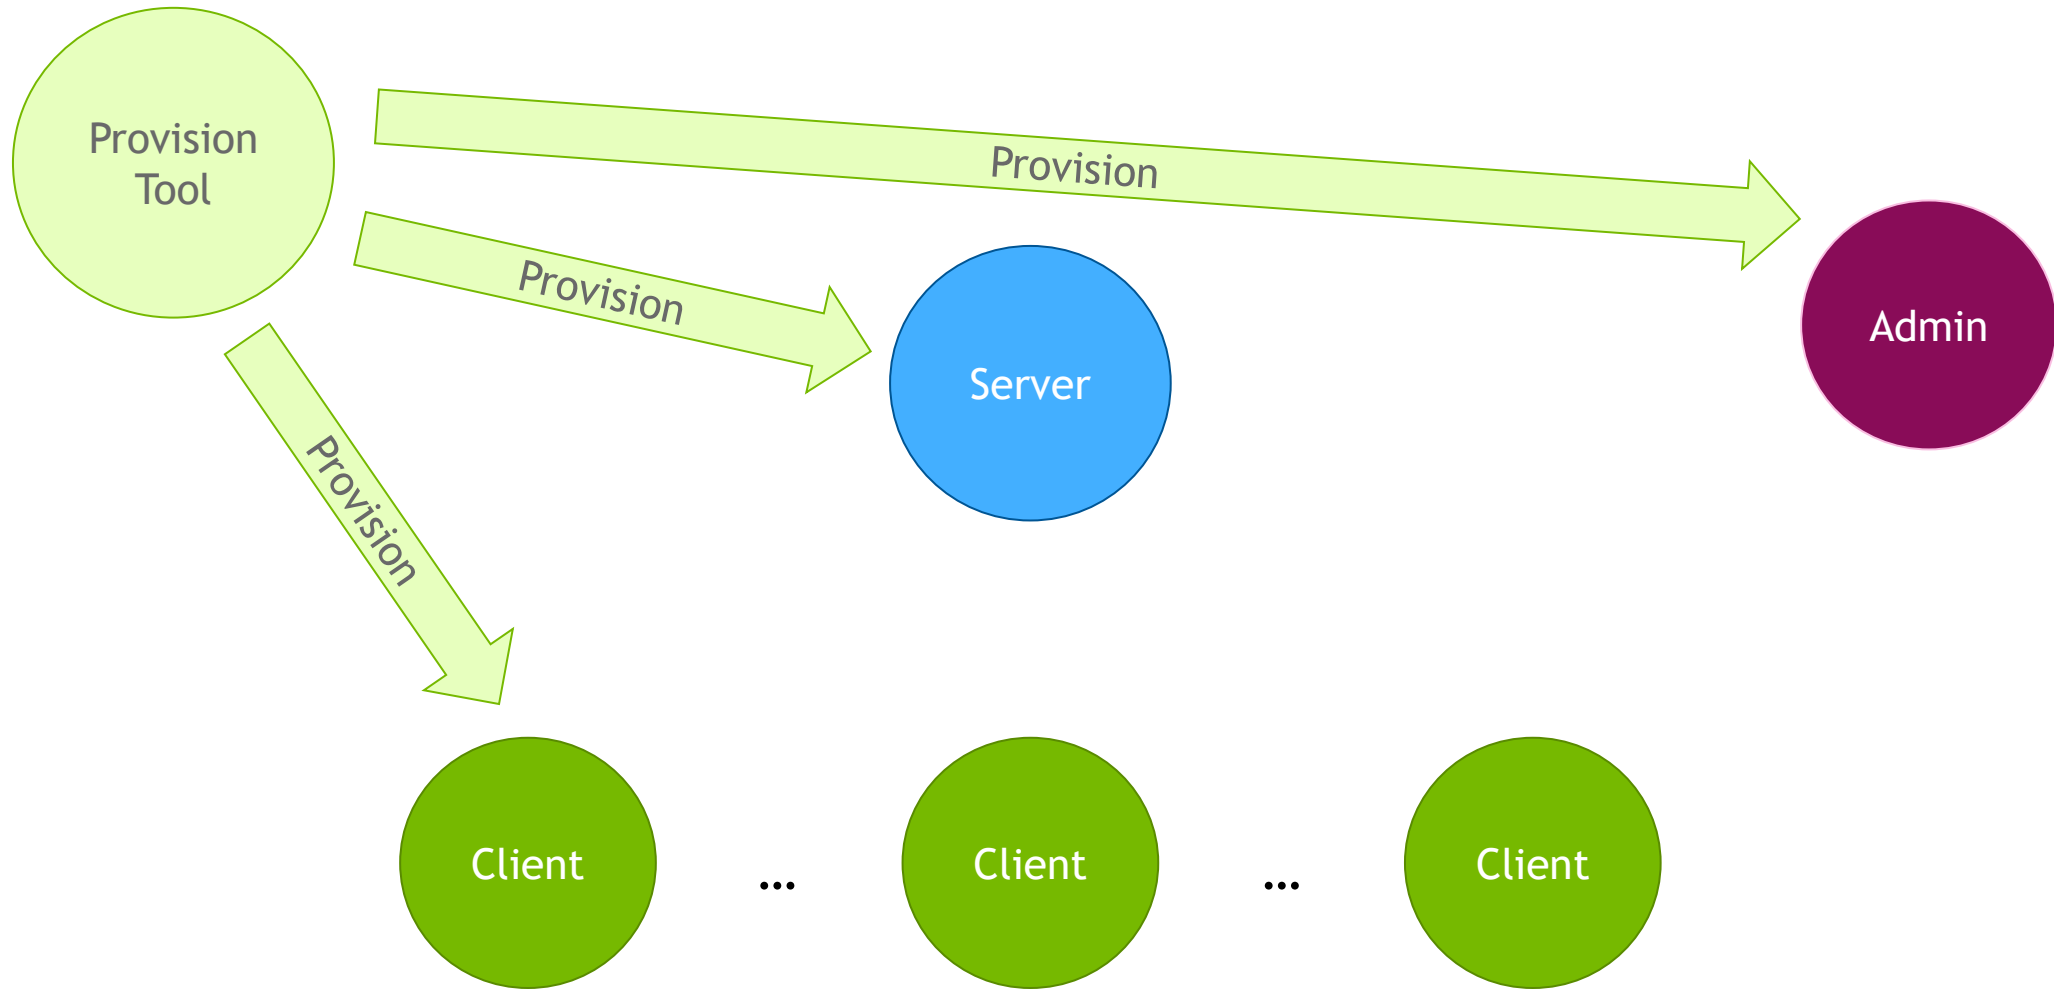 Provision
Tool
Provision
Provision
Provision
Server
Admin
Client
...
Client
...
Client